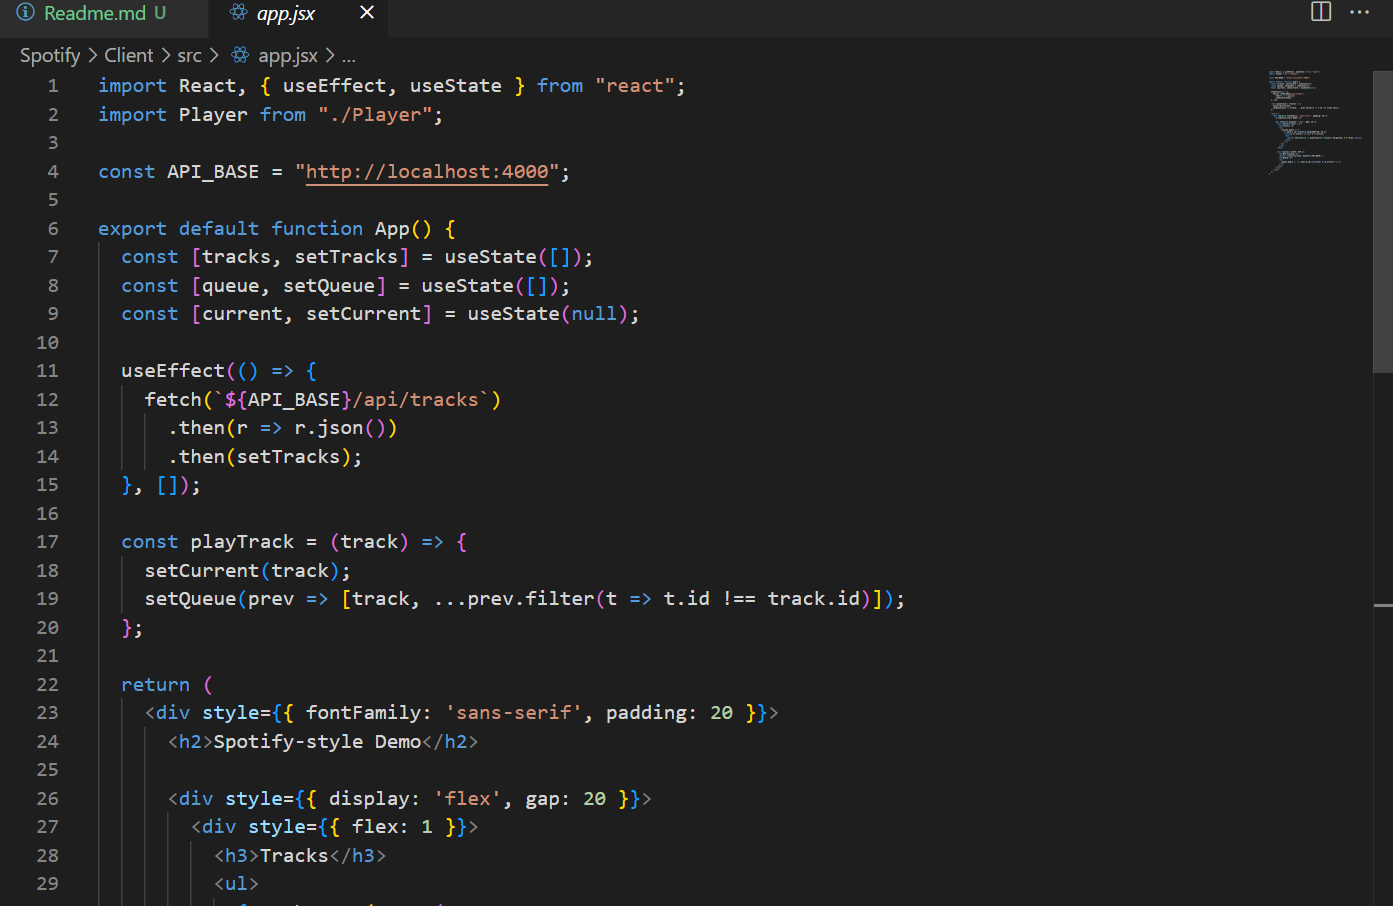 Readme.md U
app.jsx
Spotify > Client > src > app.jsx > ...
1 import React, { useEffect, useState } from "react";
2 import Player from "./Player";
3
4 const API_BASE = "http://localhost:4000";
5
6 export default function App() {
7 const [tracks, setTracks] = useState([]);
8 const [queue, setQueue] = useState([]);
9 const [current, setCurrent] = useState(null);
10
11 useEffect(() => {
12 fetch(`${API_BASE}/api/tracks`)
13 .then(r => r.json())
14 .then(setTracks);
15 }, []);
16
17 const playTrack = (track) => {
18 setCurrent(track);
19 setQueue(prev => [track, ...prev.filter(t => t.id !== track.id)]);
20 };
21
22 return (
23 <div style={{ fontFamily: 'sans-serif', padding: 20 }}>
24 <h2>Spotify-style Demo</h2>
25
26 <div style={{ display: 'flex', gap: 20 }}>
27 <div style={{ flex: 1 }}>
28 <h3>Tracks</h3>
29 <ul>